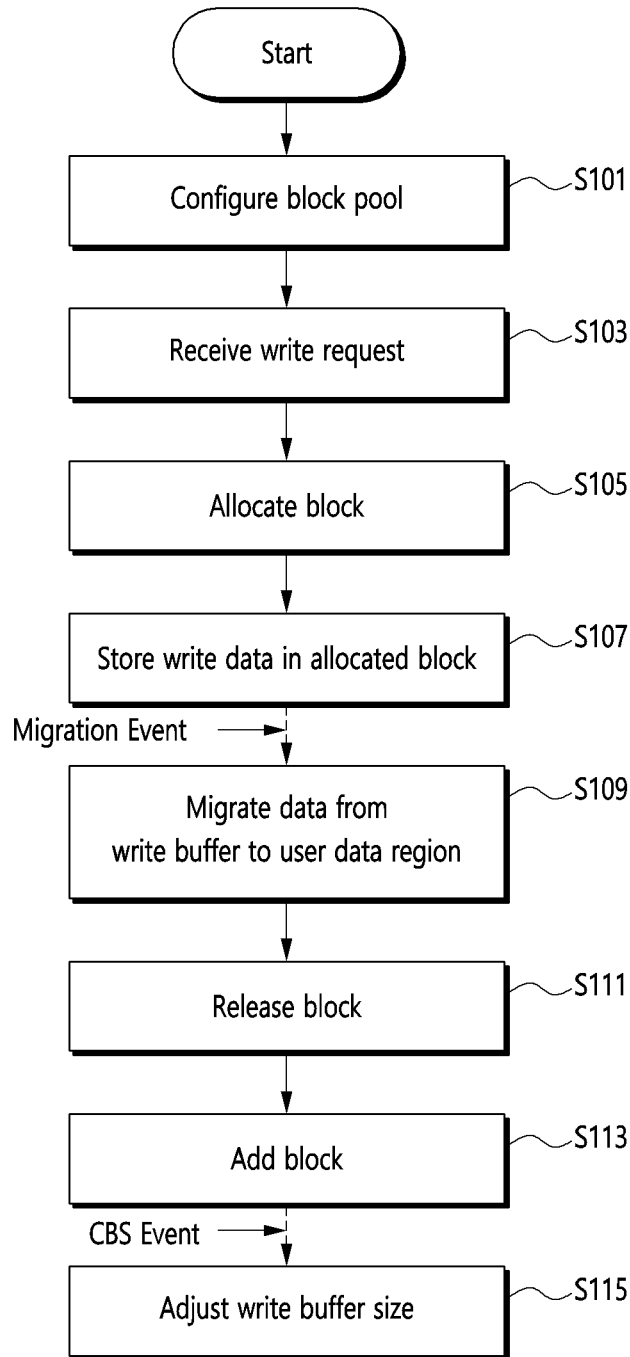 Start
Configure block pool
S101
Receive write request
S103
Allocate block
S105
Store write data in allocated block
S107
Migration Event
Migrate data from
write buffer to user data region
S109
Release block
S111
Add block
S113
CBS Event
Adjust write buffer size
S115